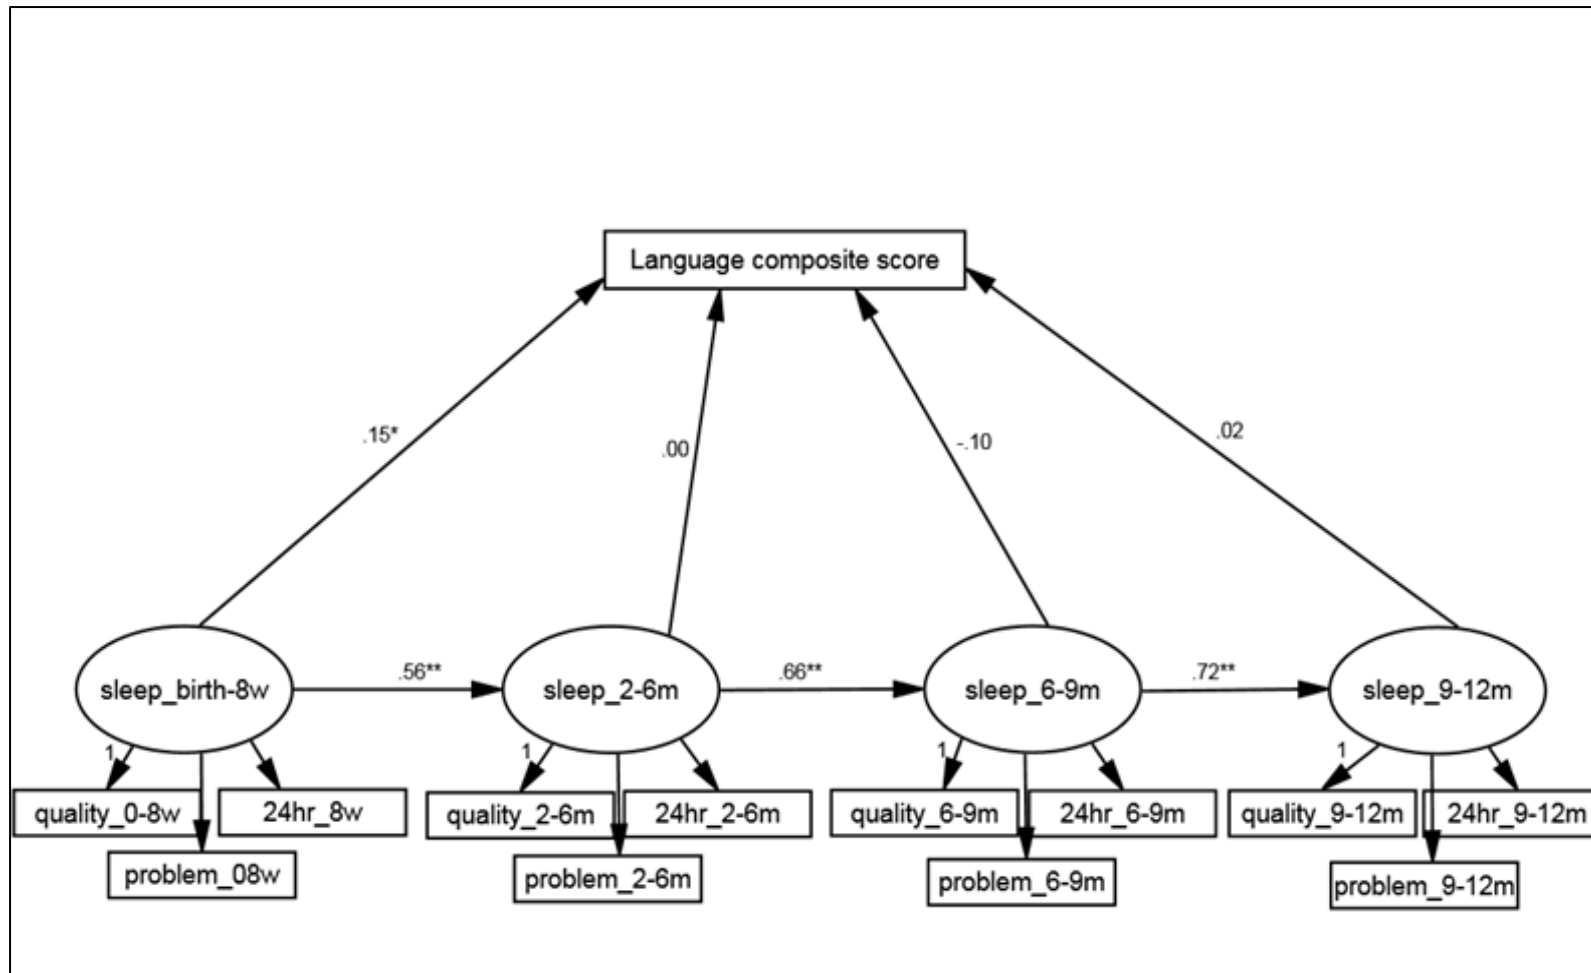 Language composite score
.15*
.00
-.10
.02
sleep_birth-8w
.56**
sleep_2-6m
.66**
sleep_6-9m
.72**
sleep_9-12m
1
1
1
1
quality_0-8w
24hr_8w
quality_2-6m
24hr_2-6m
quality_6-9m
24hr_6-9m
quality_9-12m
24hr_9-12m
problem_08w
problem_2-6m
problem_6-9m
problem_9-12m